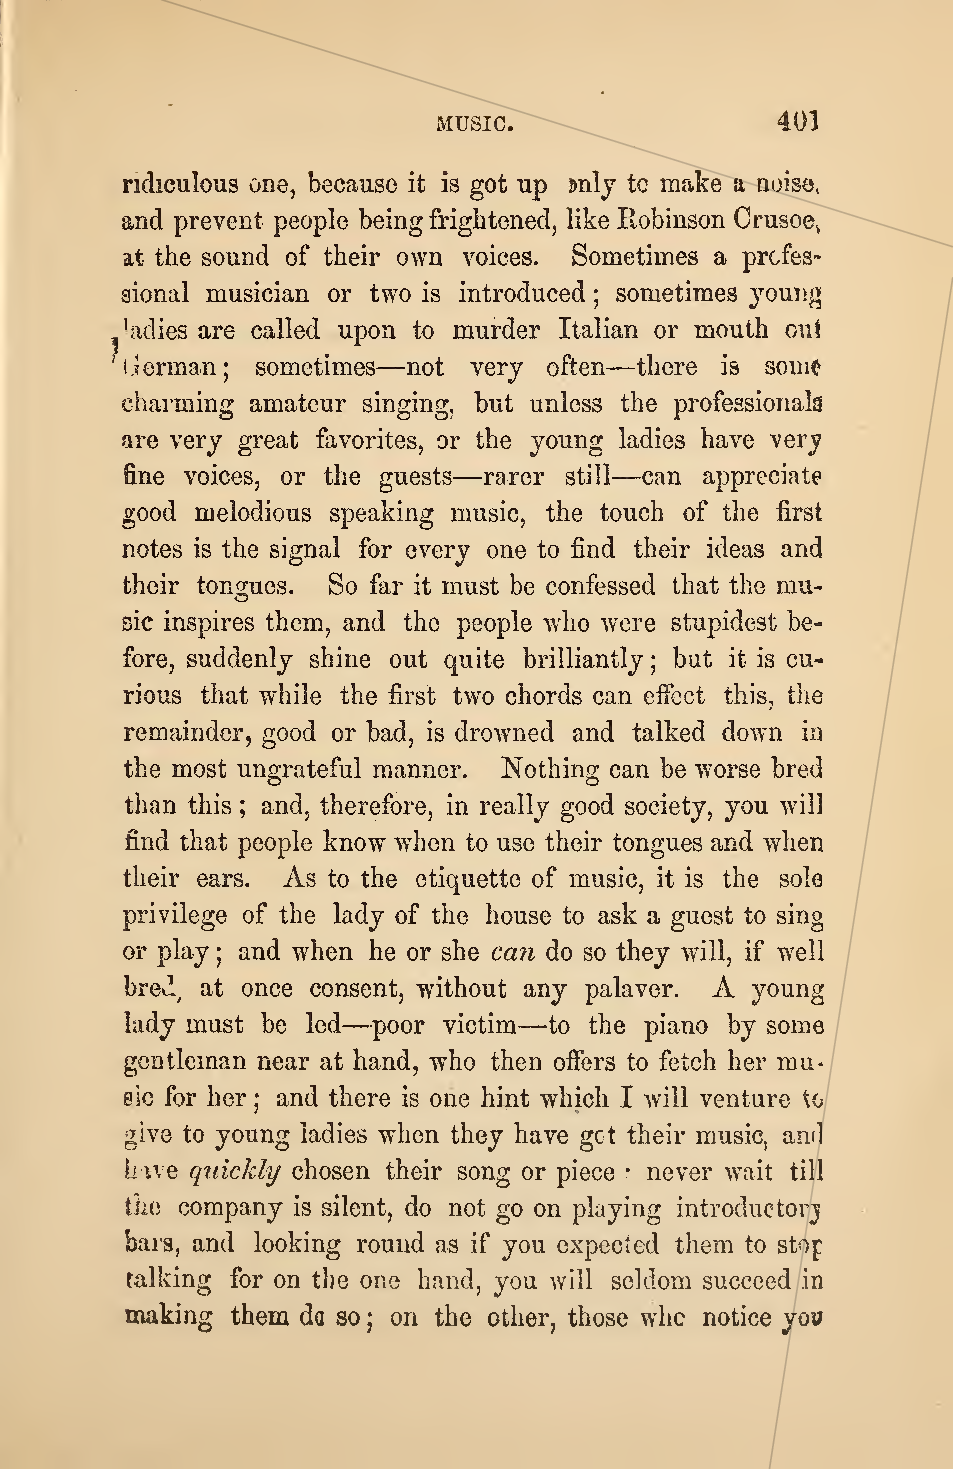 MUSIC. 401
ridiculous one, because it is got up only to make a noise,
and prevent people being frightened, like Robinson Crusoe,
at the sound of their own voices. Sometimes a profes-
sional musician or two is introduced; sometimes young
ladies are called upon to murder Italian or mouth out
German; sometimes—not very often—there is some
charming amateur singing, but unless the professionals
are very great favorites, or the young ladies have very
fine voices, or the guests—rarer still—can appreciate
good melodious speaking music, the touch of the first
notes is the signal for every one to find their ideas and
their tongues. So far it must be confessed that the mu-
sic inspires them, and the people who were stupidest be-
fore, suddenly shine out quite brilliantly; but it is cu-
rious that while the first two chords can effect this, the
remainder, good or bad, is drowned and talked down in
the most ungrateful manner. Nothing can be worse bred
than this; and, therefore, in really good society, you will
find that people know when to use their tongues and when
their ears. As to the etiquette of music, it is the sole
privilege of the lady of the house to ask a guest to sing
or play; and when he or she can do so they will, if well
bred, at once consent, without any palaver. A young
lady must be led—poor victim—to the piano by some
gentleman near at hand, who then offers to fetch her mu-
sic for her; and there is one hint which I will venture to
give to young ladies when they have get their music, and
have quickly chosen their song or piece: never wait till
the company is silent, do not go on playing introductory
bars, and looking round as if you expected them to stop
talking for on the one hand, you will seldom succeed in
making them do so; on the other, those who notice you